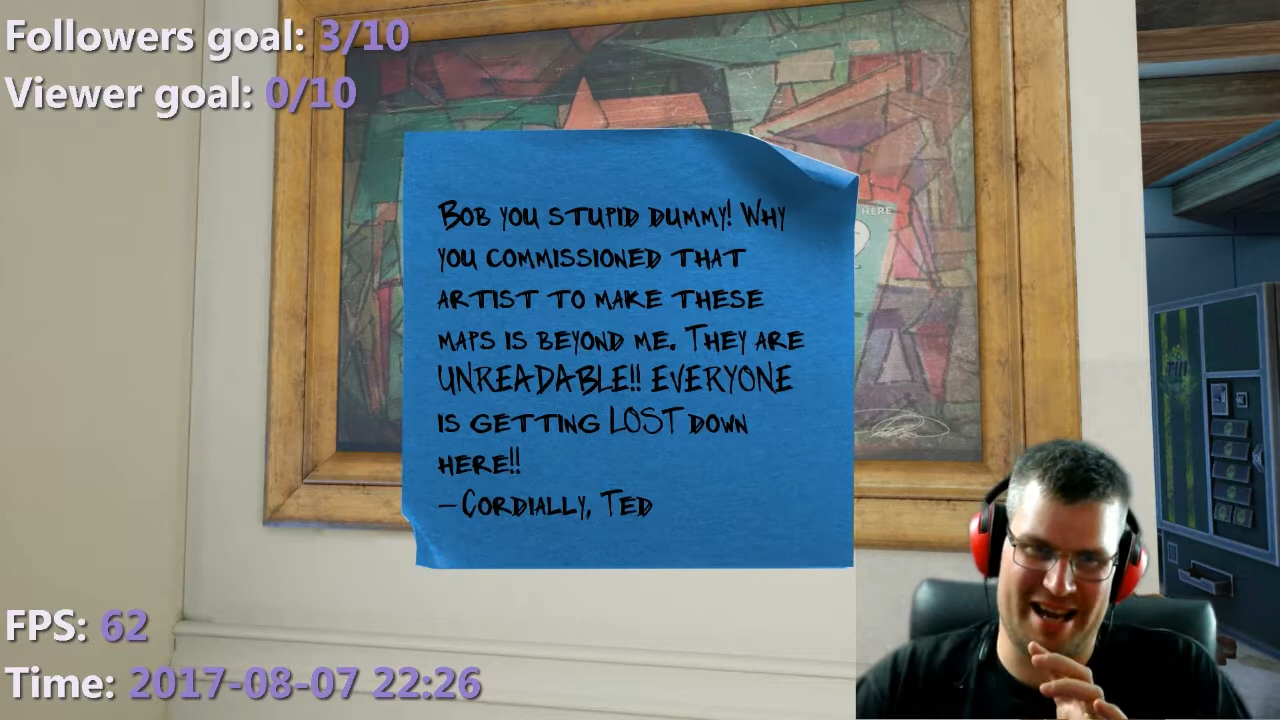 Followers goal: 3/10
Viewer goal: 0/10
BOB YOU STUPID DUMMY! WHY
YOU COMMISSIONED THAT
ARTIST TO MAKE THESE
MAPS IS BEYOND ME. THEY ARE
UNREADABLE!! EVERYONE
IS GETTING LOST DOWN
HERE!!
–CORDIALLY, TED
HERE
FPS: 62
Time: 2017-08-07 22:26